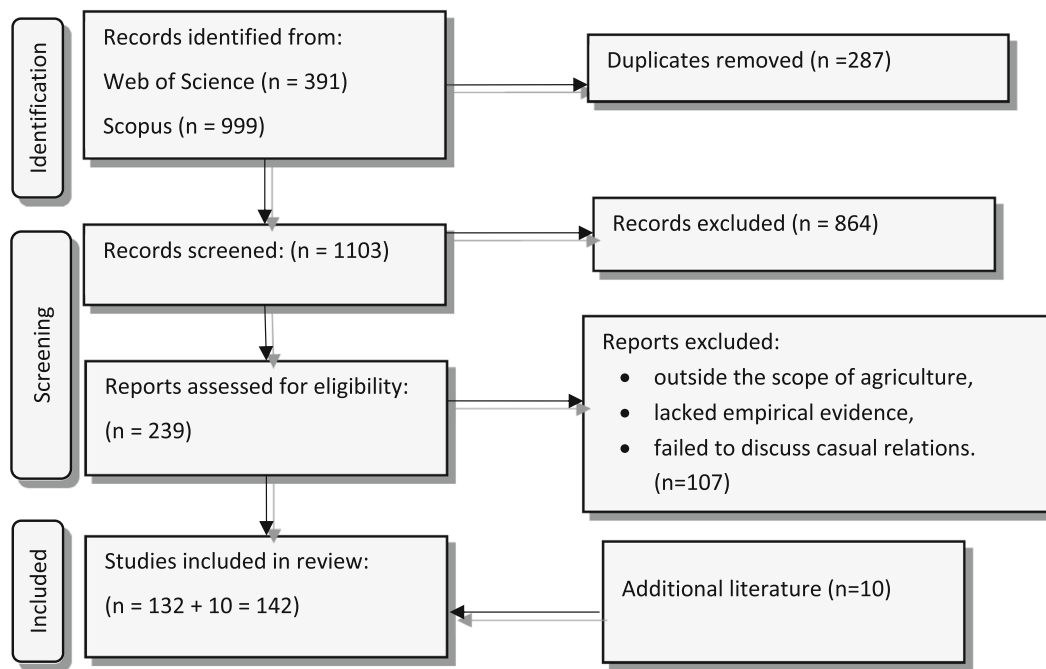 Identification
Records identified from:
Web of Science (n = 391)
Scopus (n = 999)
Duplicates removed (n =287)
Screening
Records screened: (n = 1103)
Records excluded (n = 864)
Reports assessed for eligibility:
(n = 239)
Reports excluded:
• outside the scope of agriculture,
• lacked empirical evidence,
• failed to discuss casual relations.
(n=107)
Included
Studies included in review:
(n = 132 + 10 = 142)
Additional literature (n=10)